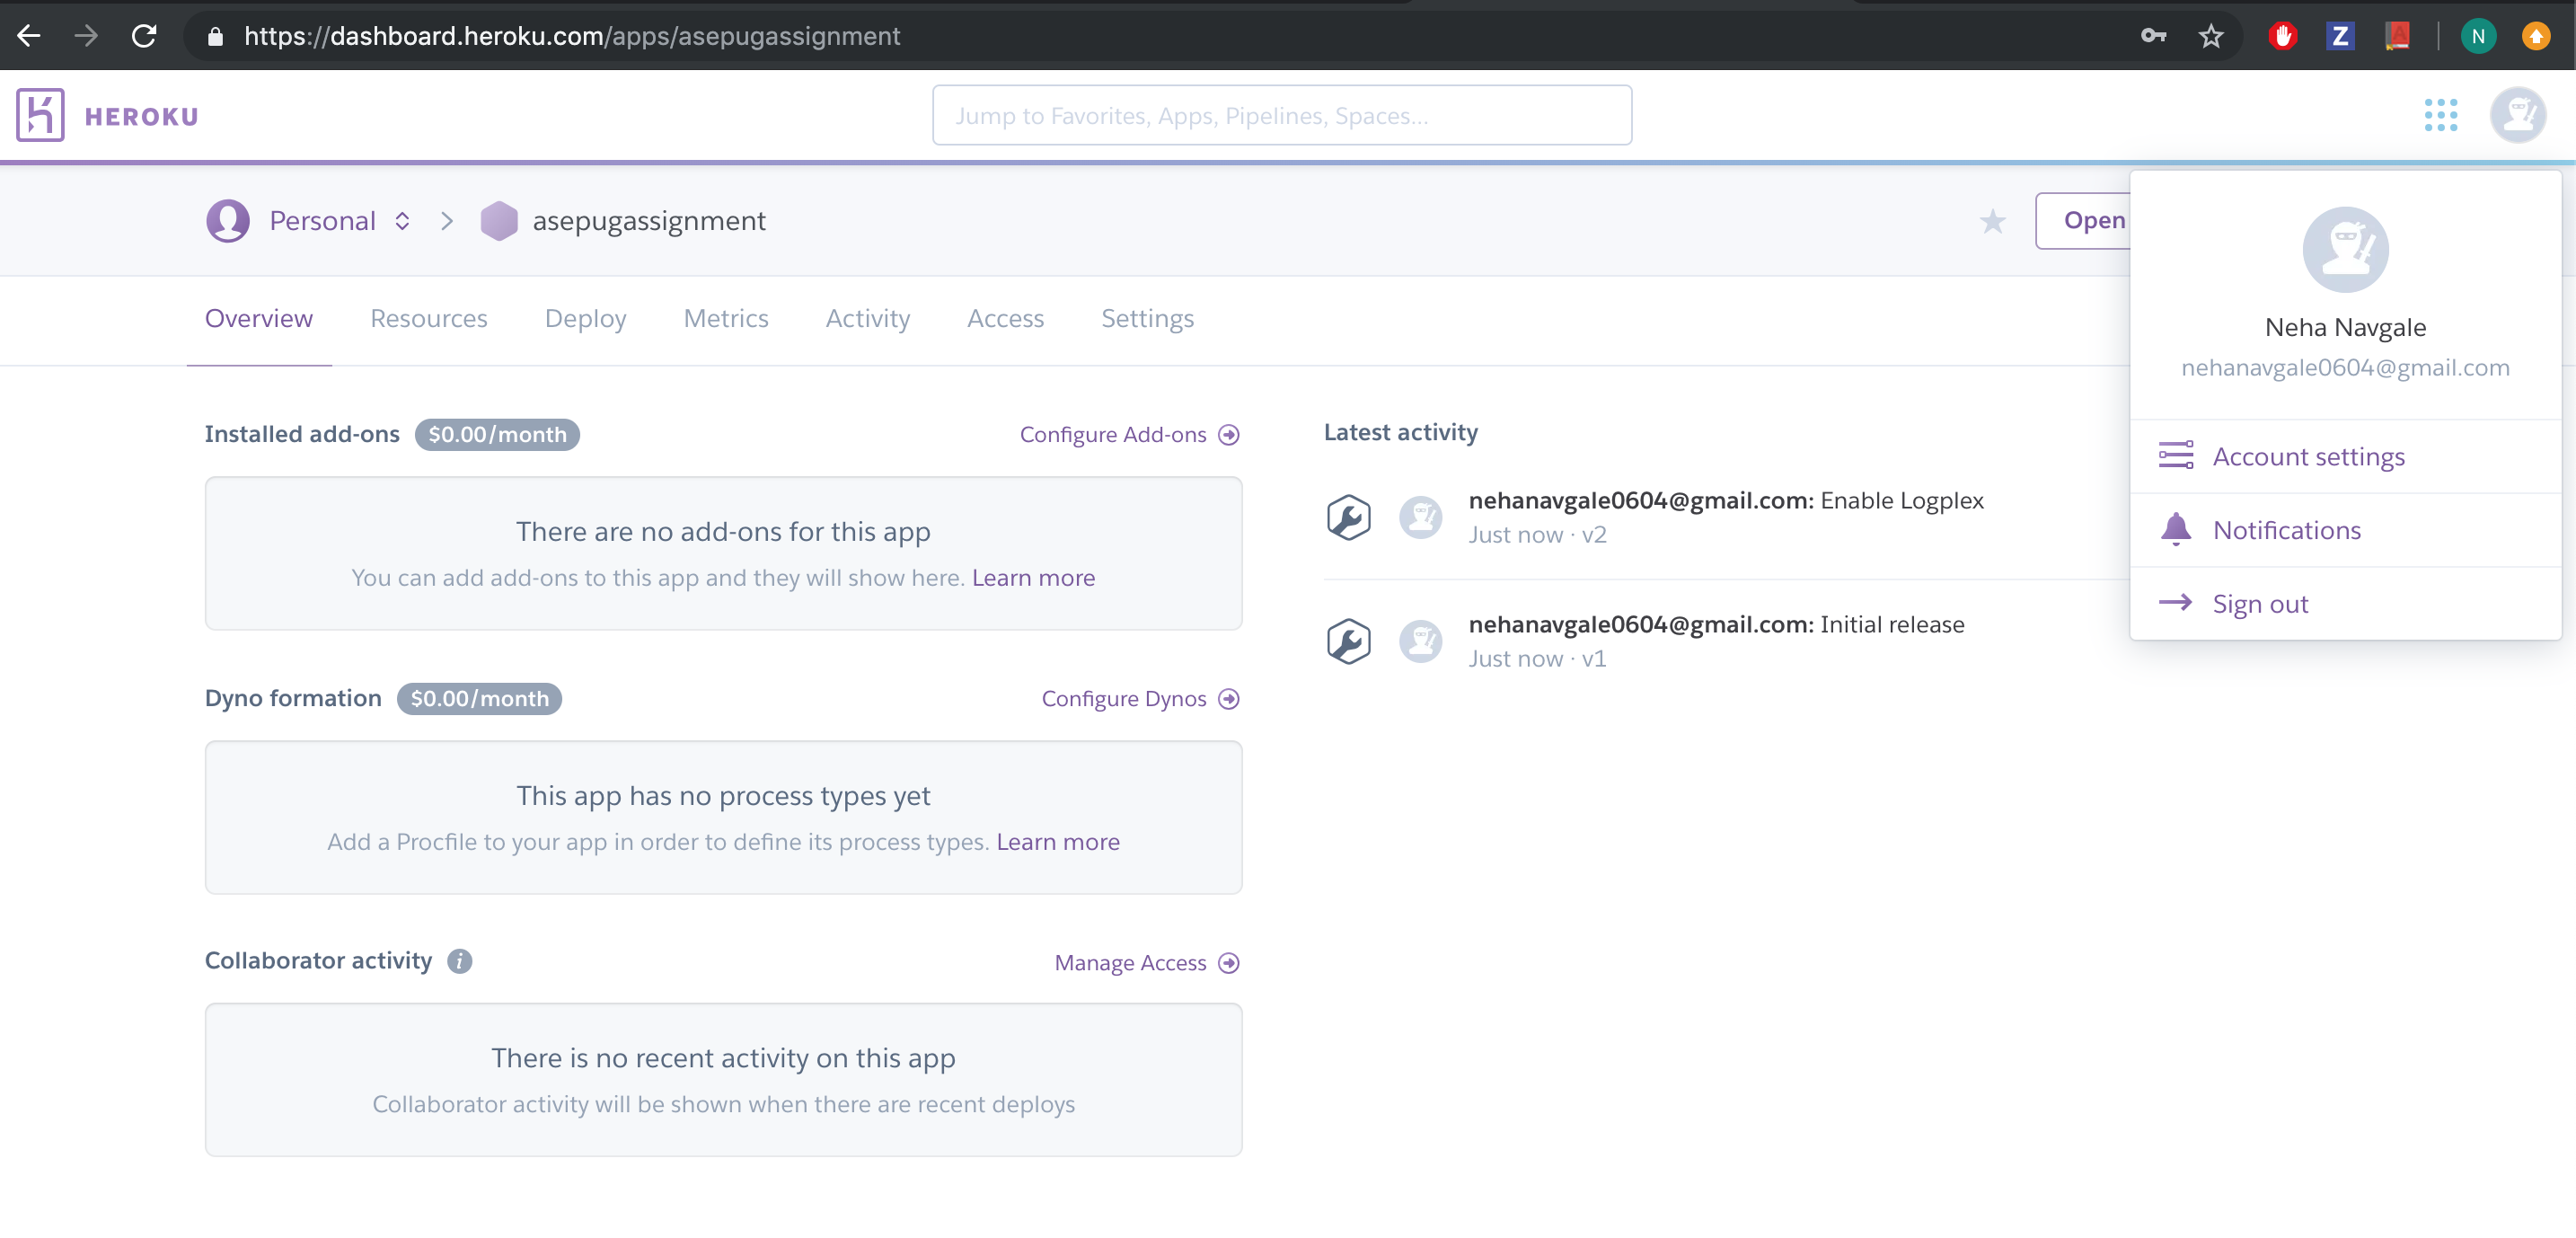 https://dashboard.heroku.com/apps/asepugassignment
Z
A
N
HEROKU
Jump to Favorites, Apps, Pipelines, Spaces...
Personal
asepugassignment
Open
Overview
Resources
Deploy
Metrics
Activity
Access
Settings
Neha Navgale
nehanavgale0604@gmail.com
Account settings
Notifications
Sign out
Installed add-ons $0.00/month
Configure Add-ons
There are no add-ons for this app
You can add add-ons to this app and they will show here. Learn more
Dyno formation $0.00/month
Configure Dynos
This app has no process types yet
Add a Procfile to your app in order to define its process types. Learn more
Collaborator activity i
Manage Access
There is no recent activity on this app
Collaborator activity will be shown when there are recent deploys
Latest activity
nehanavgale0604@gmail.com: Enable Logplex
Just now · v2
nehanavgale0604@gmail.com: Initial release
Just now · v1